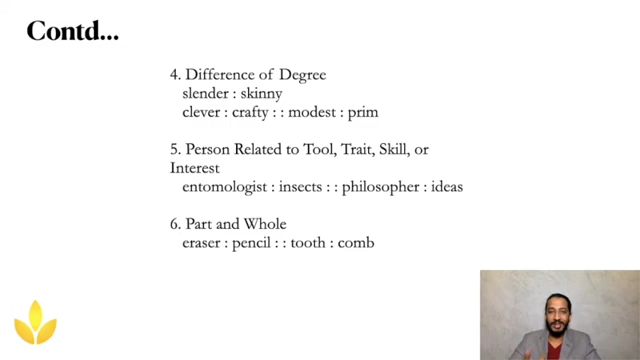 Contd...
4. Difference of Degree
slender : skinny
clever : crafty : : modest : prim
5. Person Related to Tool, Trait, Skill, or
Interest
entomologist : insects : : philosopher : ideas
6. Part and Whole
eraser : pencil : : tooth : comb